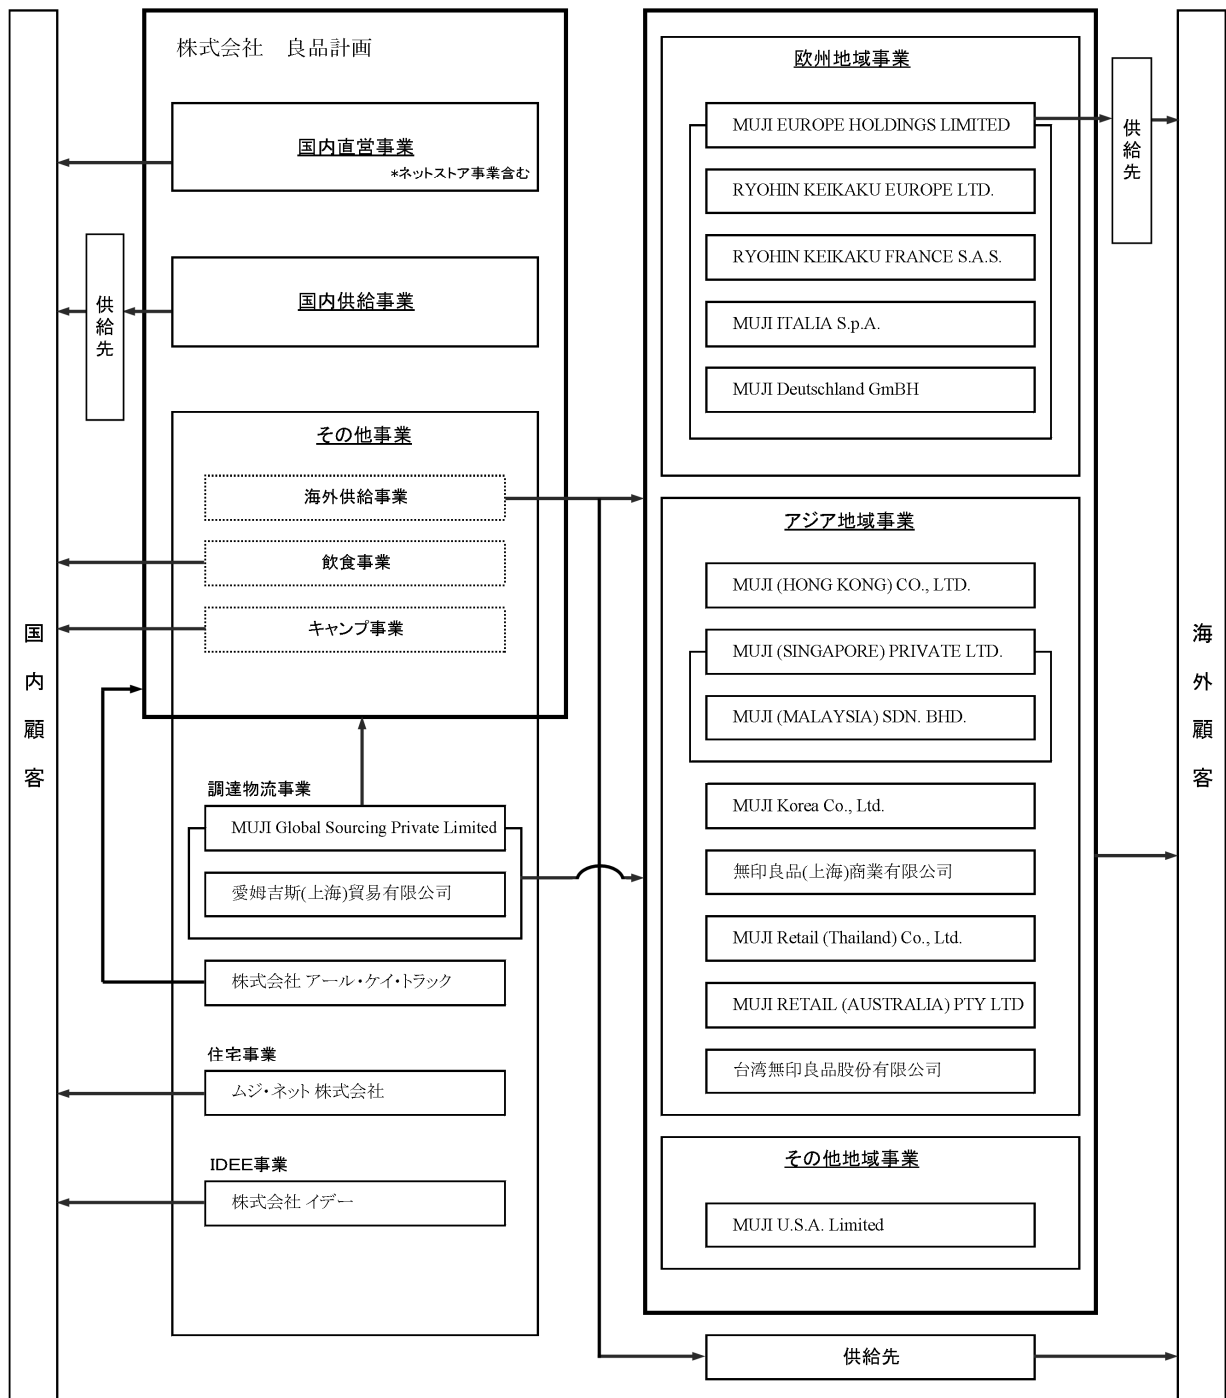 国内顧客
株式会社　良品計画
国内直営事業
*ネットストア事業含む
国内供給事業
供給先
その他事業
海外供給事業
飲食事業
キャンプ事業
調達物流事業
MUJI Global Sourcing Private Limited
愛姆吉斯(上海)貿易有限公司
株式会社 アール・ケイ・トラック
住宅事業
ムジ・ネット 株式会社
IDEE事業
株式会社 イデー
欧州地域事業
MUJI EUROPE HOLDINGS LIMITED
RYOHIN KEIKAKU EUROPE LTD.
RYOHIN KEIKAKU FRANCE S.A.S.
MUJI ITALIA S.p.A.
MUJI Deutschland GmBH
アジア地域事業
MUJI (HONG KONG) CO., LTD.
MUJI (SINGAPORE) PRIVATE LTD.
MUJI (MALAYSIA) SDN. BHD.
MUJI Korea Co., Ltd.
無印良品(上海)商業有限公司
MUJI Retail (Thailand) Co., Ltd.
MUJI RETAIL (AUSTRALIA) PTY LTD
台湾無印良品股份有限公司
その他地域事業
MUJI U.S.A. Limited
供給先
供給先
海外顧客